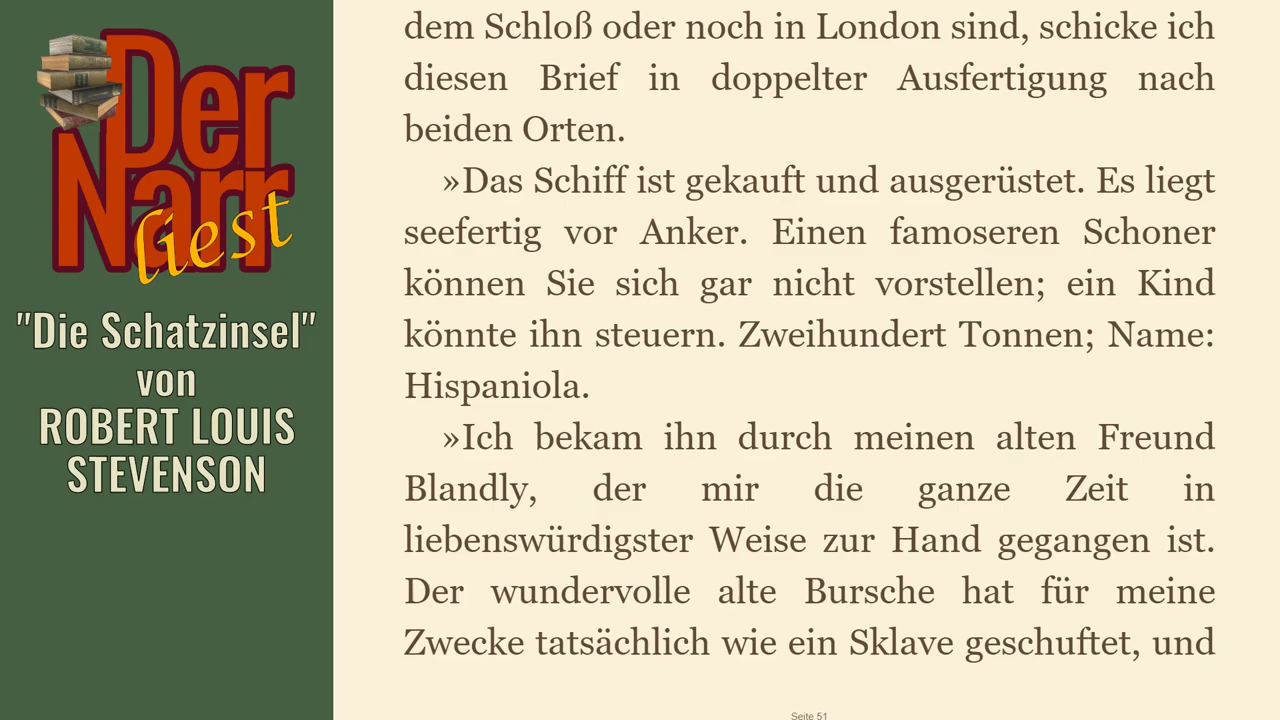 Der
Narr
liest
"Die Schatzinsel"
von
ROBERT LOUIS
STEVENSON
dem Schloß oder noch in London sind, schicke ich
diesen Brief in doppelter Ausfertigung nach
beiden Orten.
»Das Schiff ist gekauft und ausgerüstet. Es liegt
seefertig vor Anker. Einen famoseren Schoner
können Sie sich gar nicht vorstellen; ein Kind
könnte ihn steuern. Zweihundert Tonnen; Name:
Hispaniola.
»Ich bekam ihn durch meinen alten Freund
Blandly, der mir die ganze Zeit in
liebenswürdigster Weise zur Hand gegangen ist.
Der wundervolle alte Bursche hat für meine
Zwecke tatsächlich wie ein Sklave geschuftet, und
Seite 51